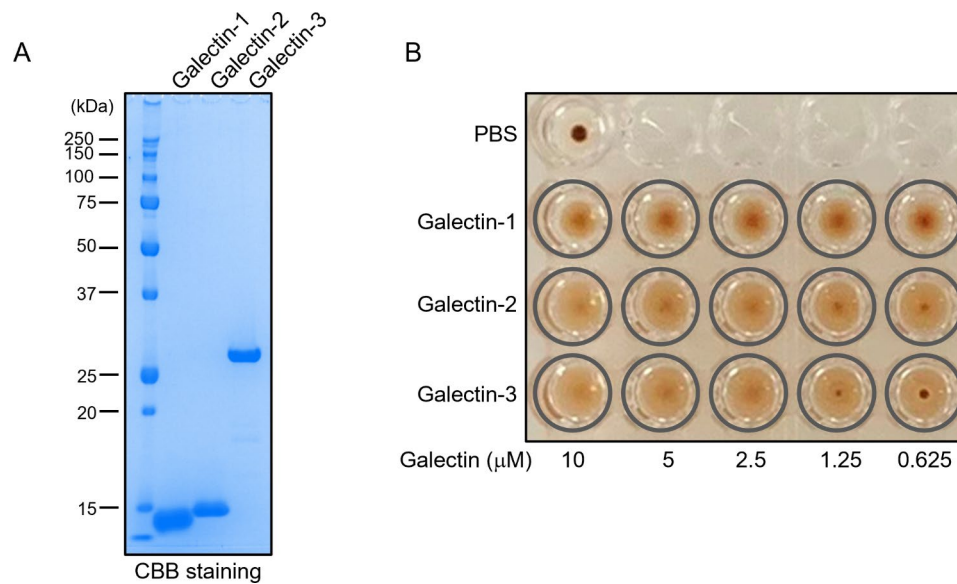 A
Galectin-1
Galectin-2
Galectin-3
(kDa)
250
150
100
75
50
37
25
20
15
CBB staining
B
PBS
Galectin-1
Galectin-2
Galectin-3
Galectin (μM) 10 5 2.5 1.25 0.625